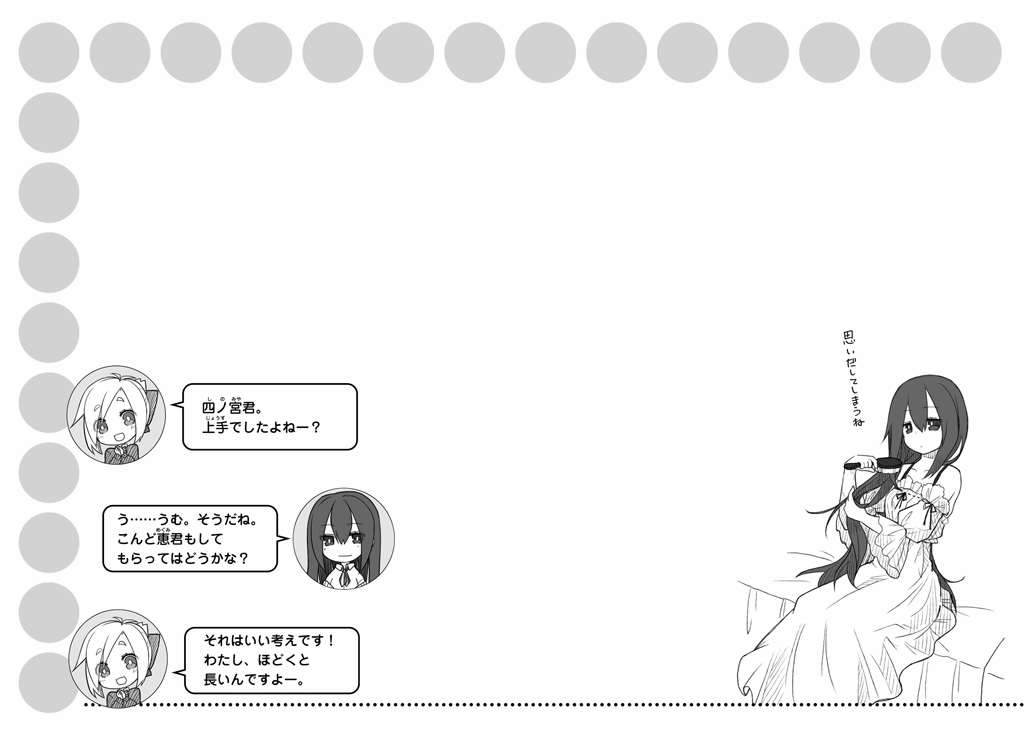 思いだしてしまうね
四ノ宮君。
上手でしたよねー？
う……うむ。そうだね。
こんど恵君もして
もらってはどうかな？
それはいい考えです！
わたし、ほどくと
長いんですよー。